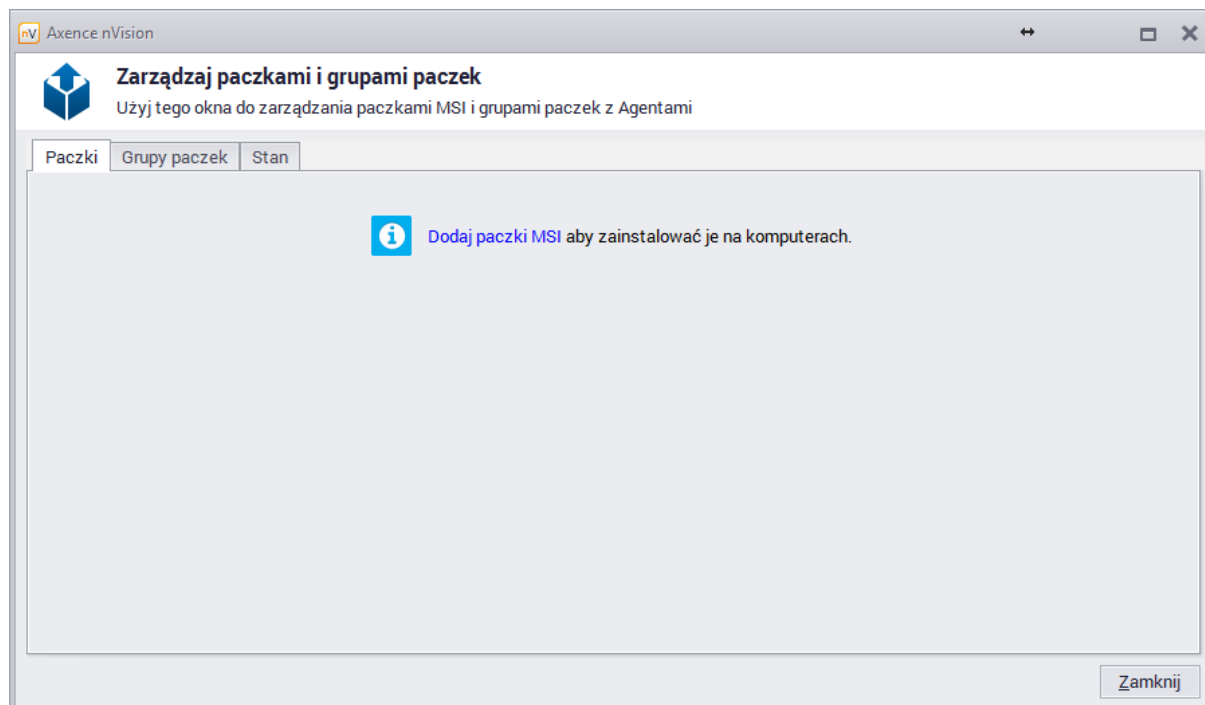 nV Axence nVision
Zarządzaj paczkami i grupami paczek
Użyj tego okna do zarządzania paczkami MSI i grupami paczek z Agentami
Paczki Grupy paczek Stan
Dodaj paczki MSI aby zainstalować je na komputerach.
Zamknij